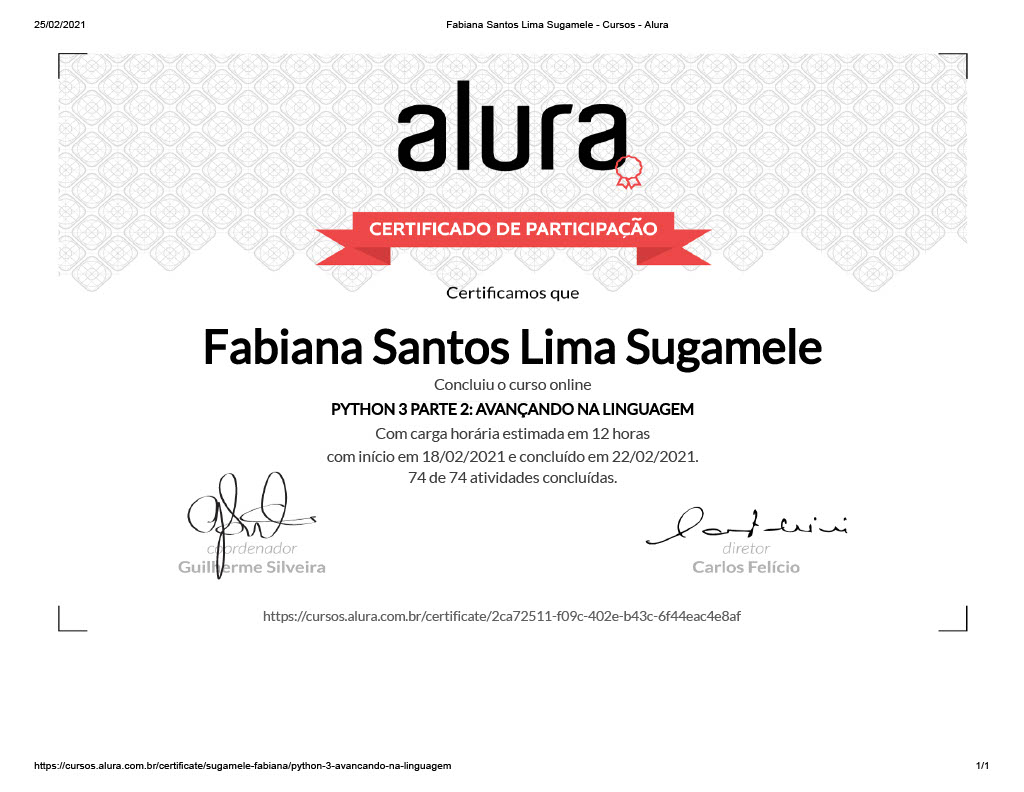 25/02/2021 Fabiana Santos Lima Sugamele - Cursos - Alura
alura
CERTIFICADO DE PARTICIPAÇÃO
Certificamos que
Fabiana Santos Lima Sugamele
Concluiu o curso online
PYTHON 3 PARTE 2: AVANÇANDO NA LINGUAGEM
Com carga horária estimada em 12 horas
com início em 18/02/2021 e concluído em 22/02/2021.
74 de 74 atividades concluídas.
coordenador
Guilherme Silveira
diretor
Carlos Felício
https://cursos.alura.com.br/certificate/2ca72511-f09c-402e-b43c-6f44eac4e8af
https://cursos.alura.com.br/certificate/sugamele-fabiana/python-3-avancando-na-linguagem 1/1